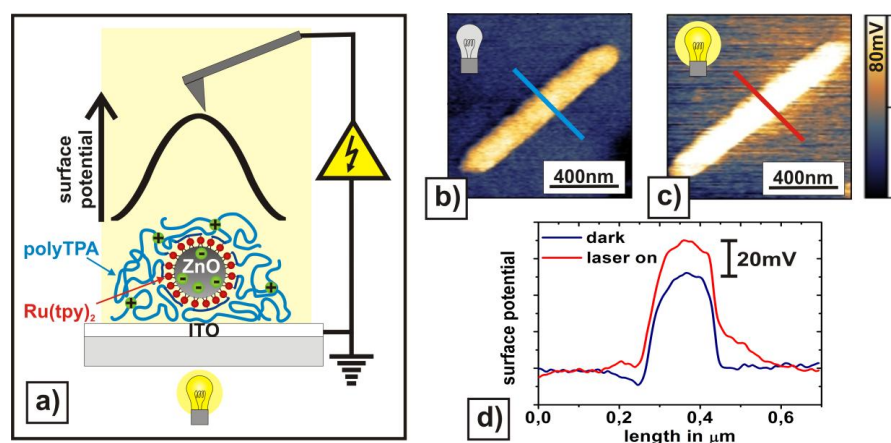 surface
potential
polyTPA
ZnO
Ru(tpy)₂
ITO
a)
b)
400nm
c)
400nm
80mV
dark
laser on
20mV
surface potential
d)
0,0
0,2
0,4
0,6
length in µm